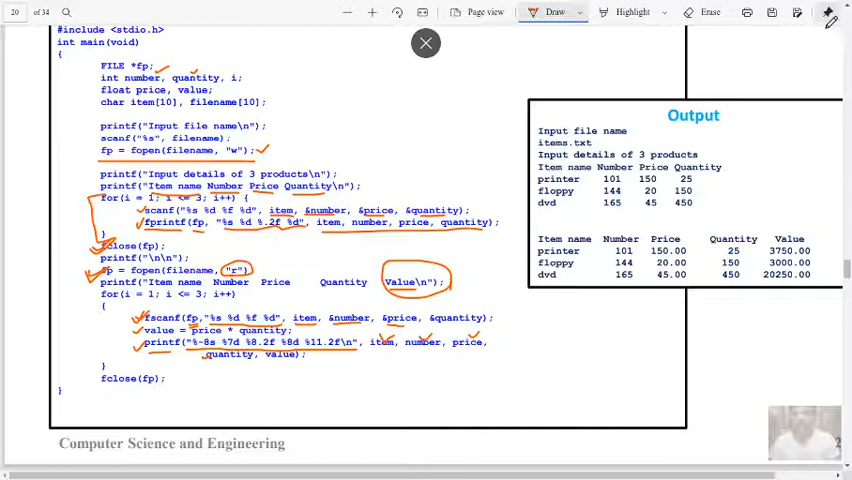 20 of 34
Page view
Draw
Highlight
Erase
#include <stdio.h>
int main(void)
{
FILE *fp;
int number, quantity, i;
float price, value;
char item[10], filename[10];
printf("Input file name\n");
scanf("%s", filename);
fp = fopen(filename, "w");
printf("Input details of 3 products\n");
printf("Item name Number Price Quantity\n");
for(i = 1; i <= 3; i++) {
scanf("%s %d %f %d", item, &number, &price, &quantity);
fprintf(fp, "%s %d %.2f %d", item, number, price, quantity);
}
fclose(fp);
printf("\n\n");
fp = fopen(filename, "r");
printf("Item name Number Price Quantity Value\n");
for(i = 1; i <= 3; i++)
{
fscanf(fp,"%s %d %f %d", item, &number, &price, &quantity);
value = price * quantity;
printf("%-8s %7d %8.2f %8d %11.2f\n", item, number, price,
quantity, value);
}
fclose(fp);
}
Output
Input file name
items.txt
Input details of 3 products
Item name Number Price Quantity
printer 101 150 25
floppy 144 20 150
dvd 165 45 450
Item name Number Price Quantity Value
printer 101 150.00 25 3750.00
floppy 144 20.00 150 3000.00
dvd 165 45.00 450 20250.00
Computer Science and Engineering